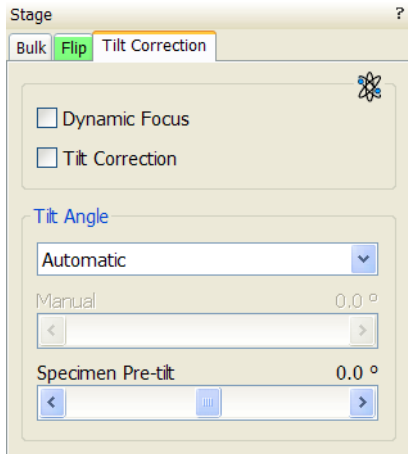 Stage ?
Bulk Flip Tilt Correction
Dynamic Focus
Tilt Correction
Tilt Angle
Automatic
Manual 0.0 °
Specimen Pre-tilt 0.0 °